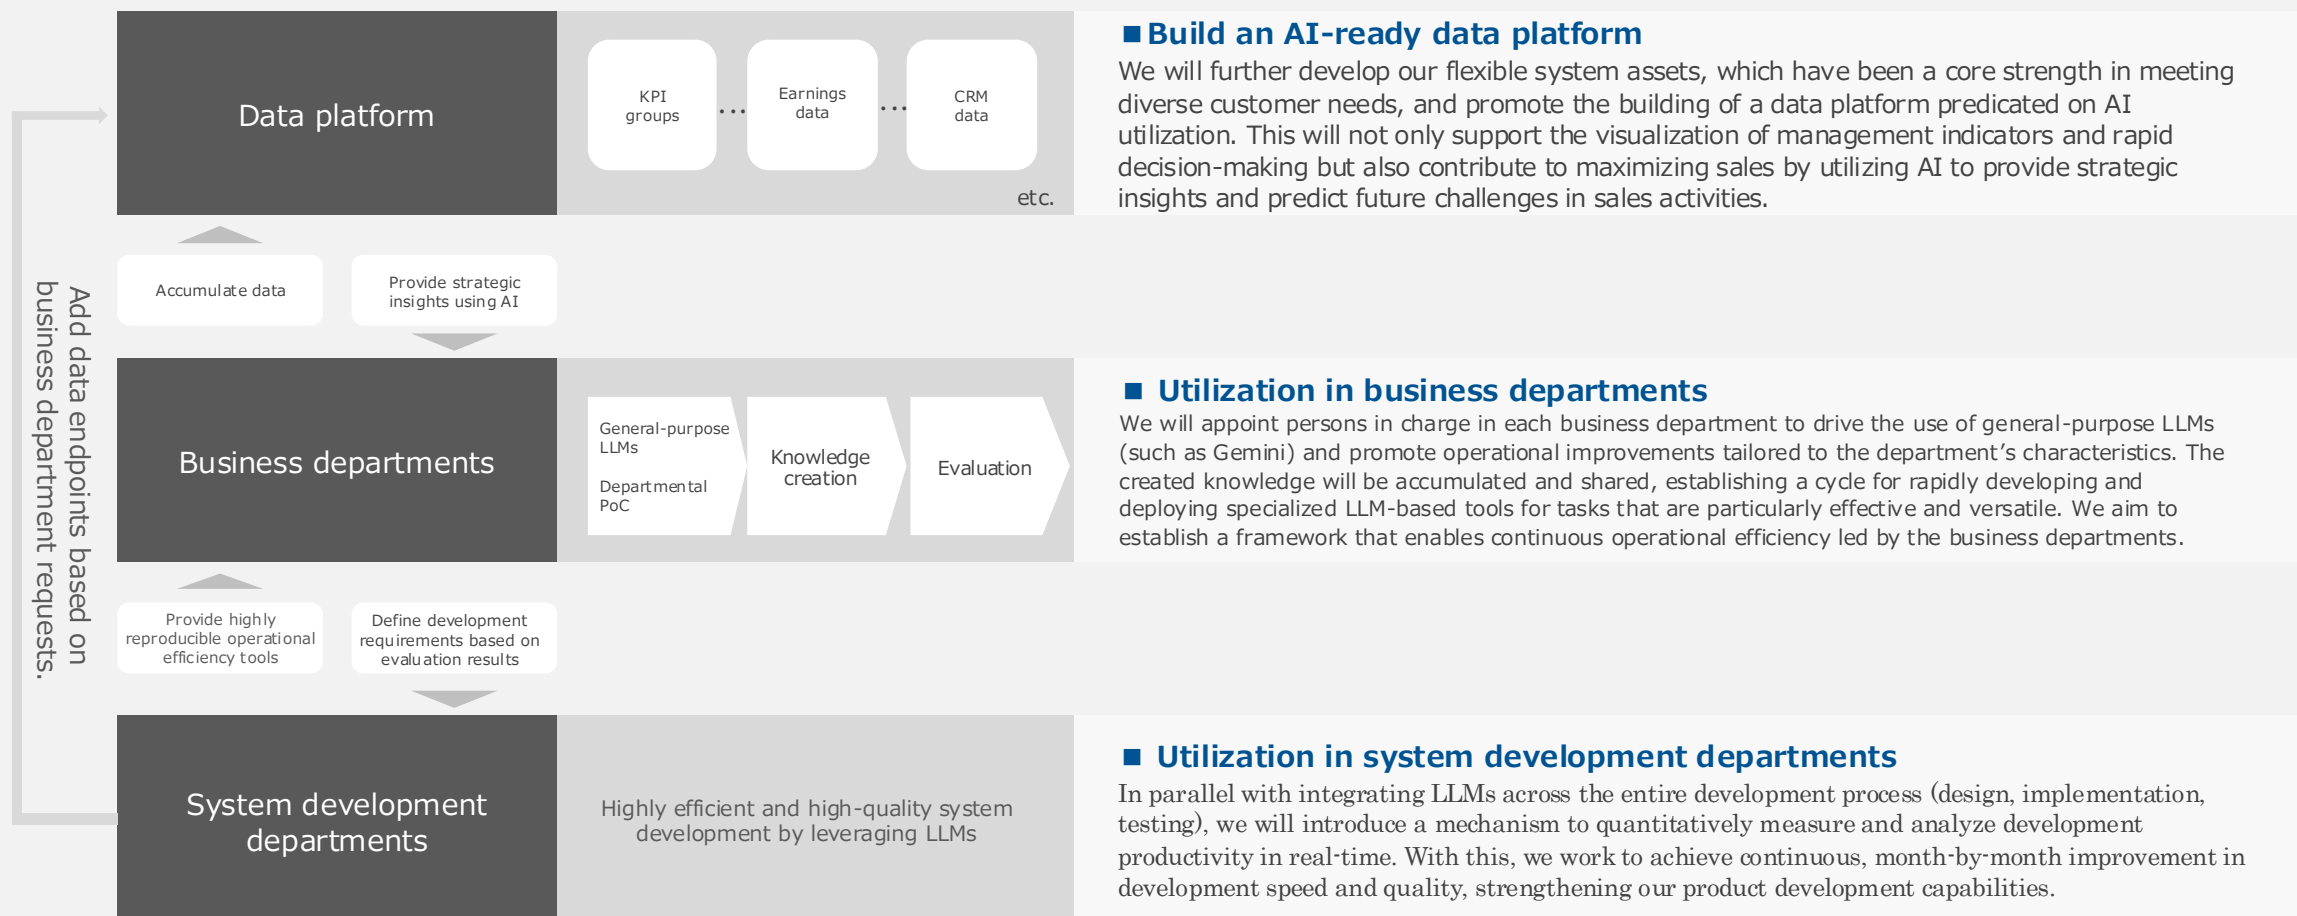 Data platform
KPI
groups
...
Earnings
data
...
CRM
data
etc.
■Build an AI-ready data platform
We will further develop our flexible system assets, which have been a core strength in meeting
diverse customer needs, and promote the building of a data platform predicated on AI
utilization. This will not only support the visualization of management indicators and rapid
decision-making but also contribute to maximizing sales by utilizing AI to provide strategic
insights and predict future challenges in sales activities.
Add data endpoints based on
business department requests.
Accumulate data
Provide strategic
insights using AI
Business departments
General-purpose
LLMs
Departmental
PoC
Knowledge
creation
Evaluation
■ Utilization in business departments
We will appoint persons in charge in each business department to drive the use of general-purpose LLMs
(such as Gemini) and promote operational improvements tailored to the department’s characteristics. The
created knowledge will be accumulated and shared, establishing a cycle for rapidly developing and
deploying specialized LLM-based tools for tasks that are particularly effective and versatile. We aim to
establish a framework that enables continuous operational efficiency led by the business departments.
Provide highly
reproducible operational
efficiency tools
Define development
requirements based on
evaluation results
System development
departments
Highly efficient and high-quality system
development by leveraging LLMs
■ Utilization in system development departments
In parallel with integrating LLMs across the entire development process (design, implementation,
testing), we will introduce a mechanism to quantitatively measure and analyze development
productivity in real-time. With this, we work to achieve continuous, month-by-month improvement in
development speed and quality, strengthening our product development capabilities.